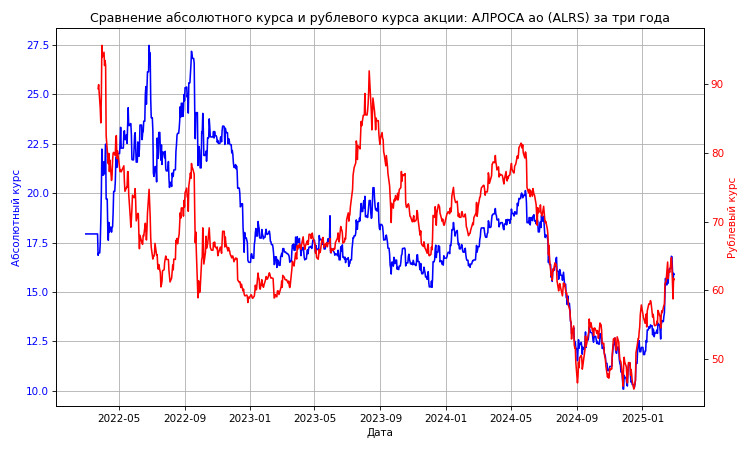 Сравнение абсолютного курса и рублевого курса акции: АЛРОСА ао (ALRS) за три года
27.5
25.0
22.5
20.0
17.5
15.0
12.5
10.0
Абсолютный курс
90
80
70
60
50
Рублевый курс
2022-05 2022-09 2023-01 2023-05 2023-09 2024-01 2024-05 2024-09 2025-01
Дата